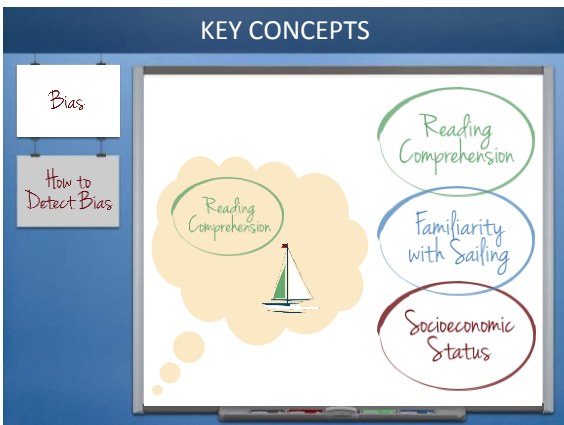 KEY CONCEPTS
Bias
How to
Detect Bias
Reading
Comprehension
Reading
Comprehension
Familiarity
with Sailing
Socioeconomic
Status